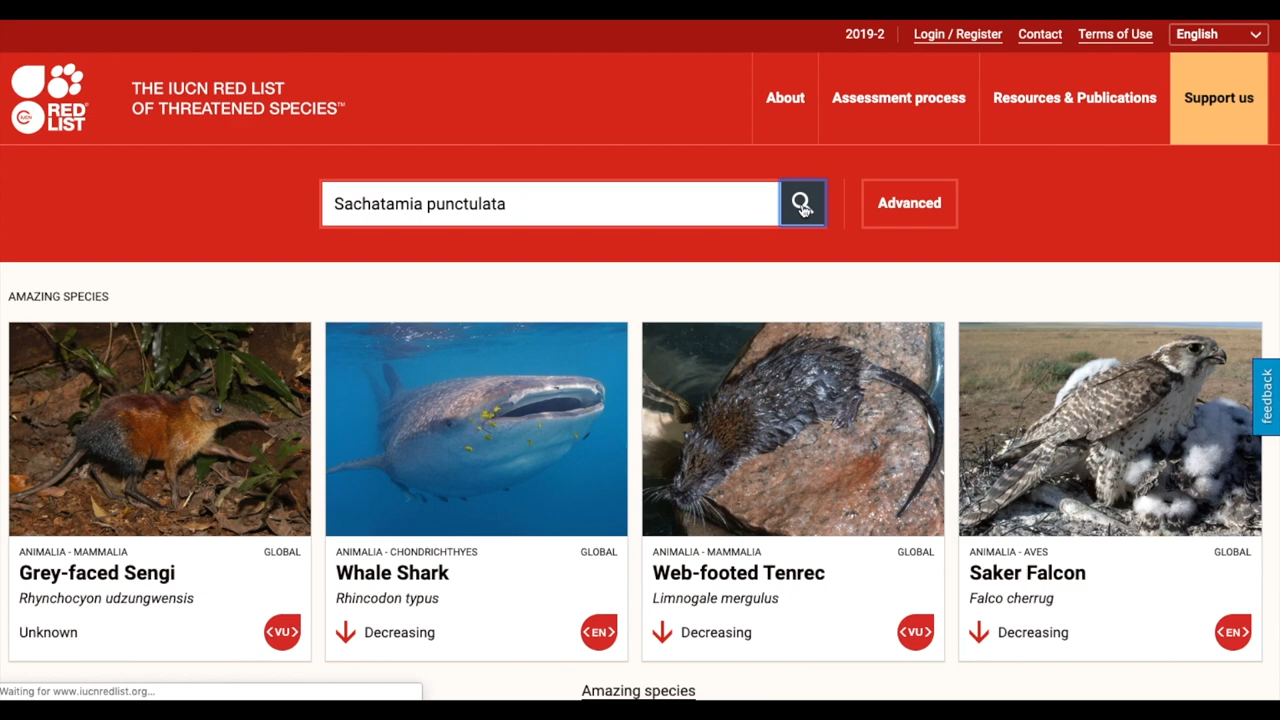 2019-2
Login / Register
Contact
Terms of Use
English
RED
LIST
IUCN
THE IUCN RED LIST
OF THREATENED SPECIES™
About
Assessment process
Resources & Publications
Support us
Sachatamia punctulata
Advanced
AMAZING SPECIES
feedback
ANIMALIA - MAMMALIA GLOBAL
Grey-faced Sengi
Rhynchocyon udzungwensis
Unknown
<VU>
ANIMALIA - CHONDRICHTHYES GLOBAL
Whale Shark
Rhincodon typus
Decreasing
<EN>
ANIMALIA - MAMMALIA GLOBAL
Web-footed Tenrec
Limnogale mergulus
Decreasing
<VU>
ANIMALIA - AVES GLOBAL
Saker Falcon
Falco cherrug
Decreasing
<EN>
Waiting for www.iucnredlist.org...
Amazing species